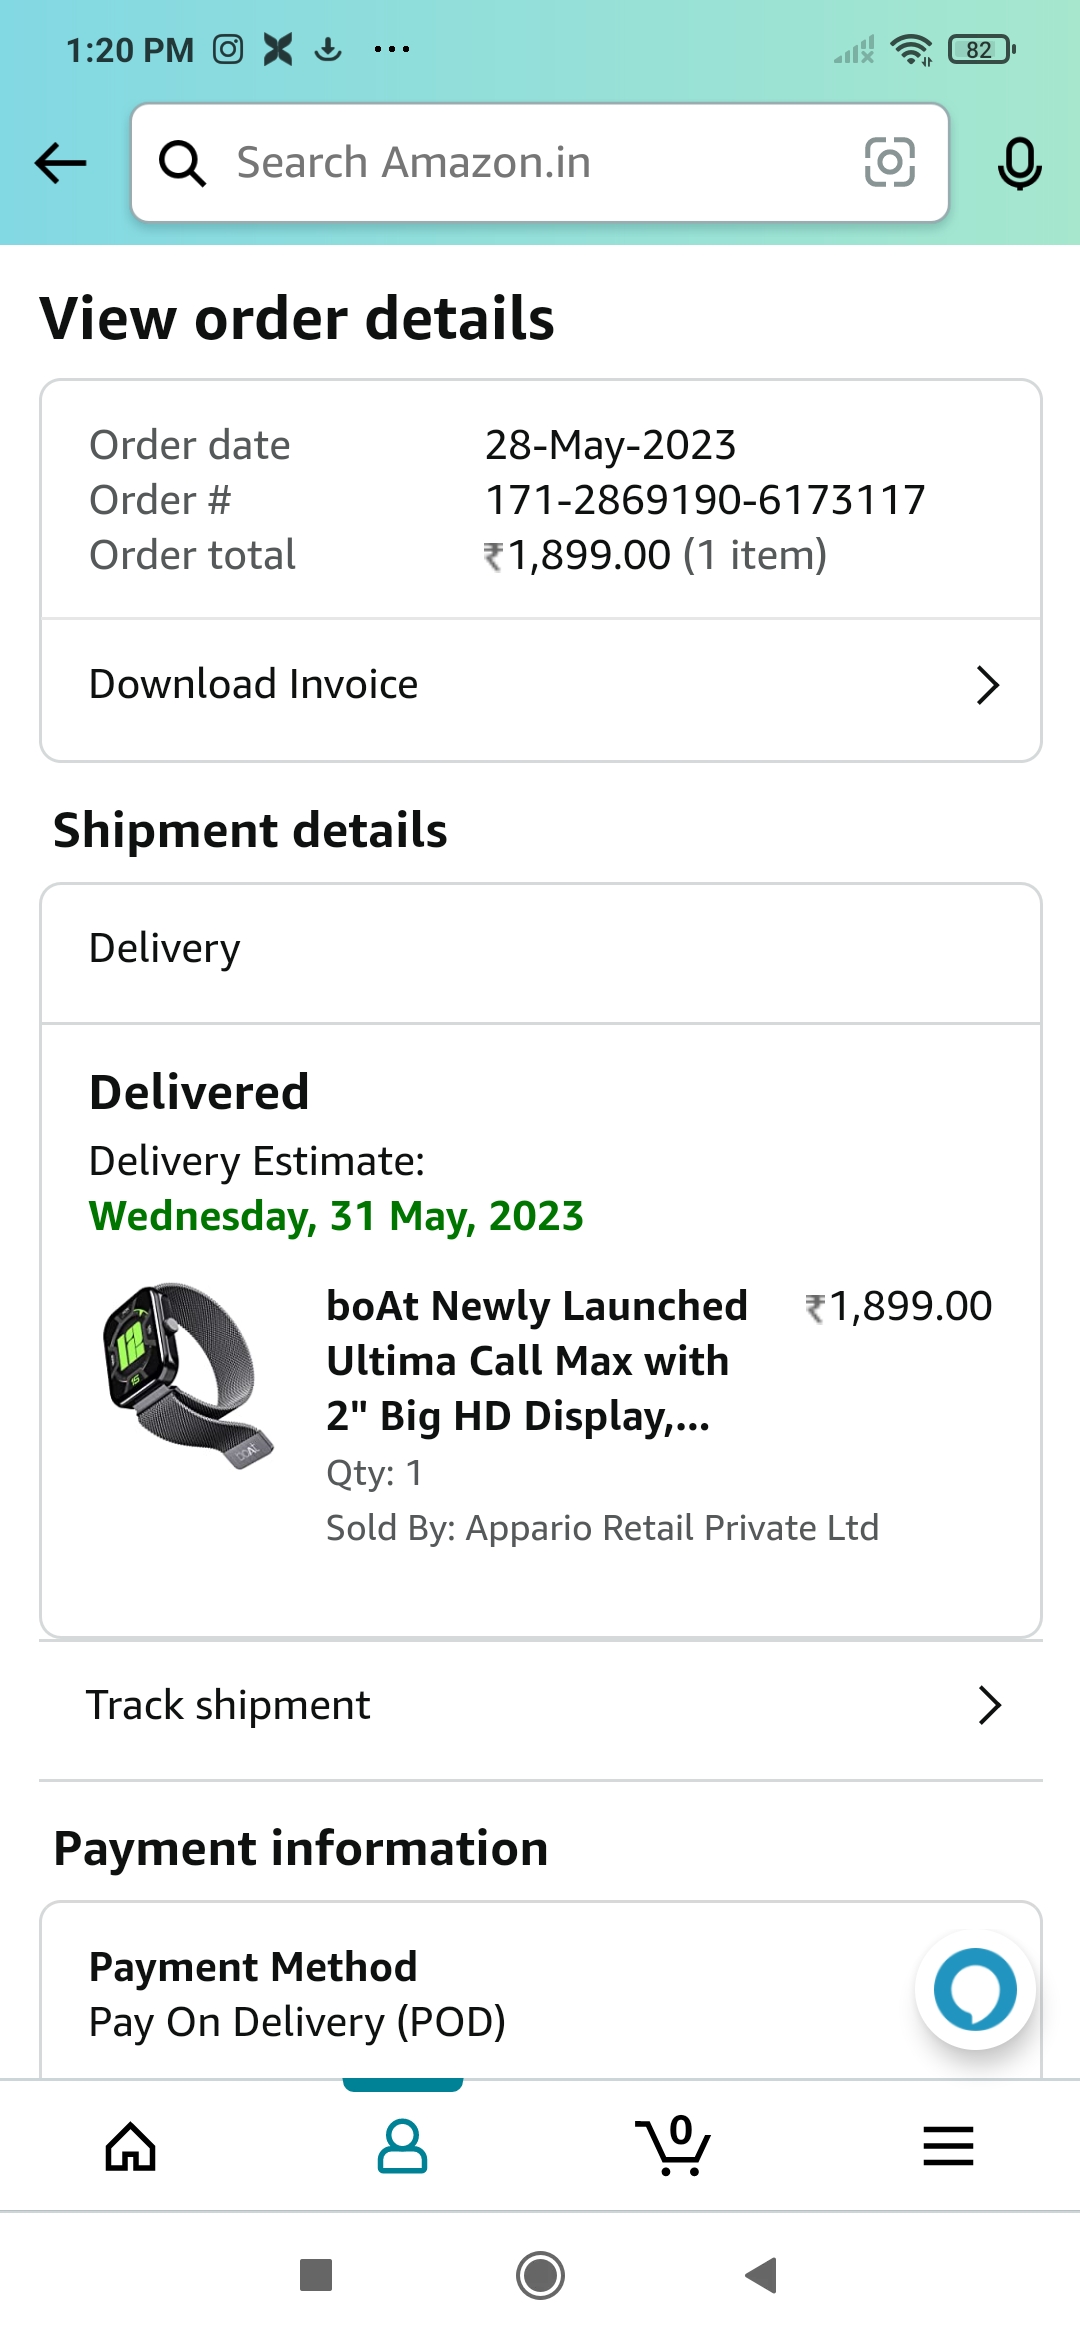 1:20 PM
82
Search Amazon.in
View order details
Order date 28-May-2023
Order # 171-2869190-6173117
Order total ₹1,899.00 (1 item)
Download Invoice
Shipment details
Delivery
Delivered
Delivery Estimate:
Wednesday, 31 May, 2023
boAt Newly Launched ₹1,899.00
Ultima Call Max with
2" Big HD Display,...
Qty: 1
Sold By: Appario Retail Private Ltd
Track shipment
Payment information
Payment Method
Pay On Delivery (POD)
0